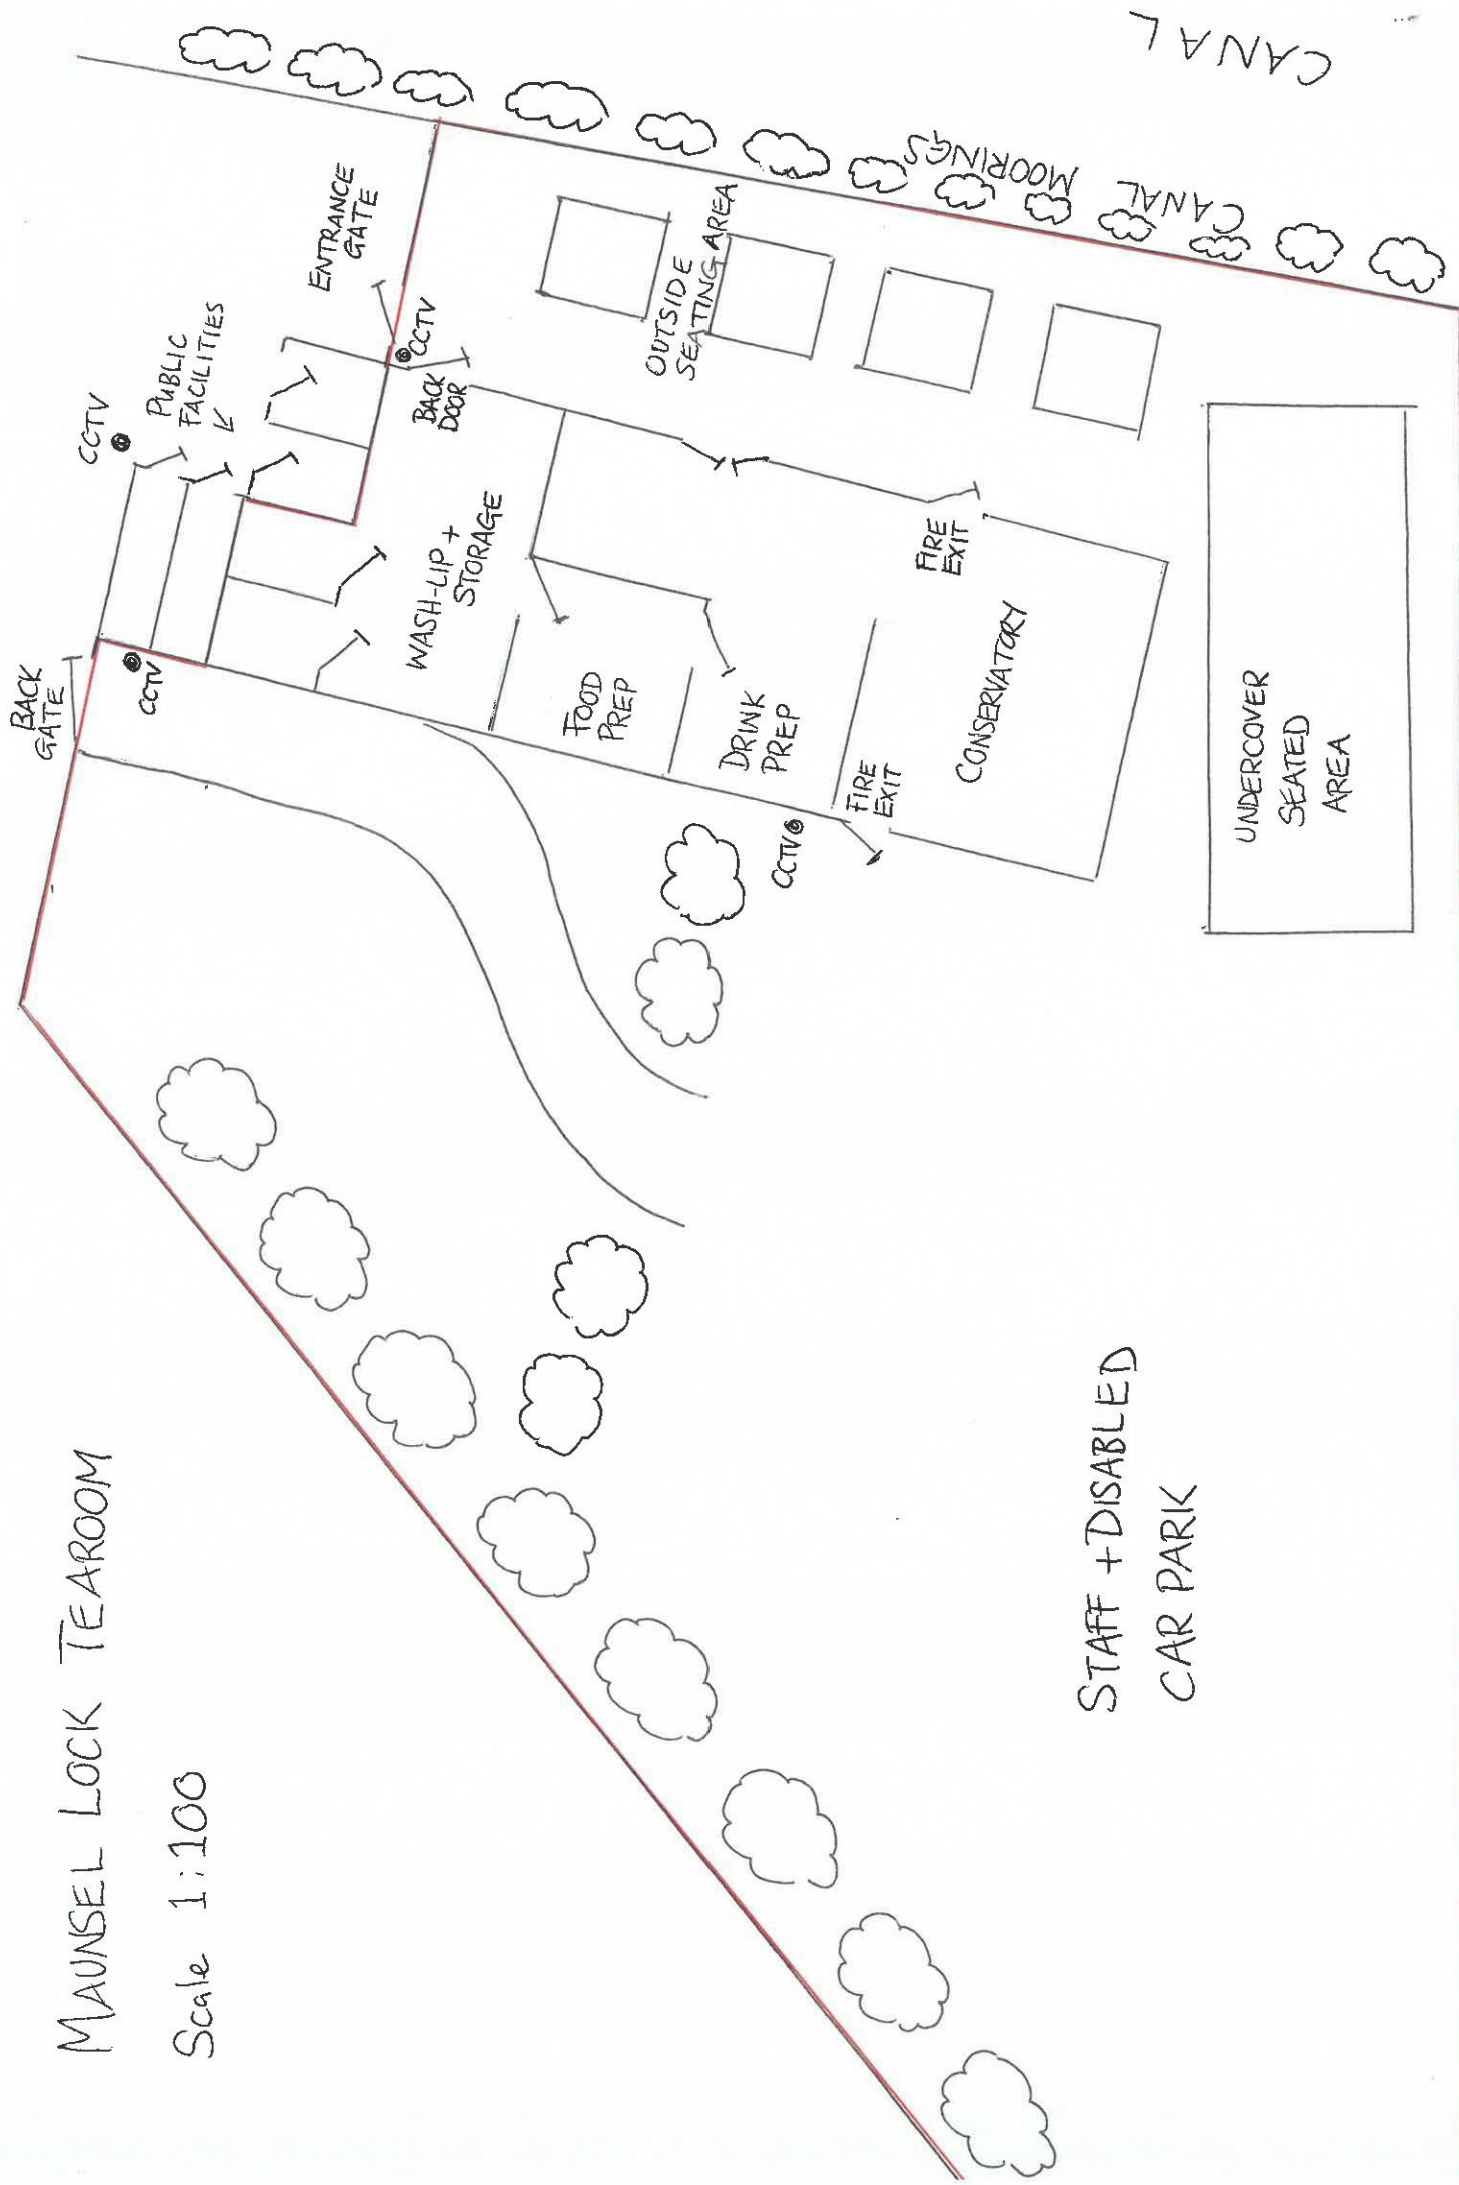 MAUNSEL LOCK TEAROOM
Scale 1:100
BACK
GATE
CCTV
CCTV
PUBLIC
FACILITIES
ENTRANCE
GATE
CCTV
BACK
DOOR
WASH-UP +
STORAGE
FOOD
PREP
DRINK
PREP
CCTV
FIRE
EXIT
FIRE
EXIT
CONSERVATORY
OUTSIDE
SEATING AREA
UNDERCOVER
SEATED
AREA
STAFF + DISABLED
CAR PARK
CANAL
MOORINGS
CANAL